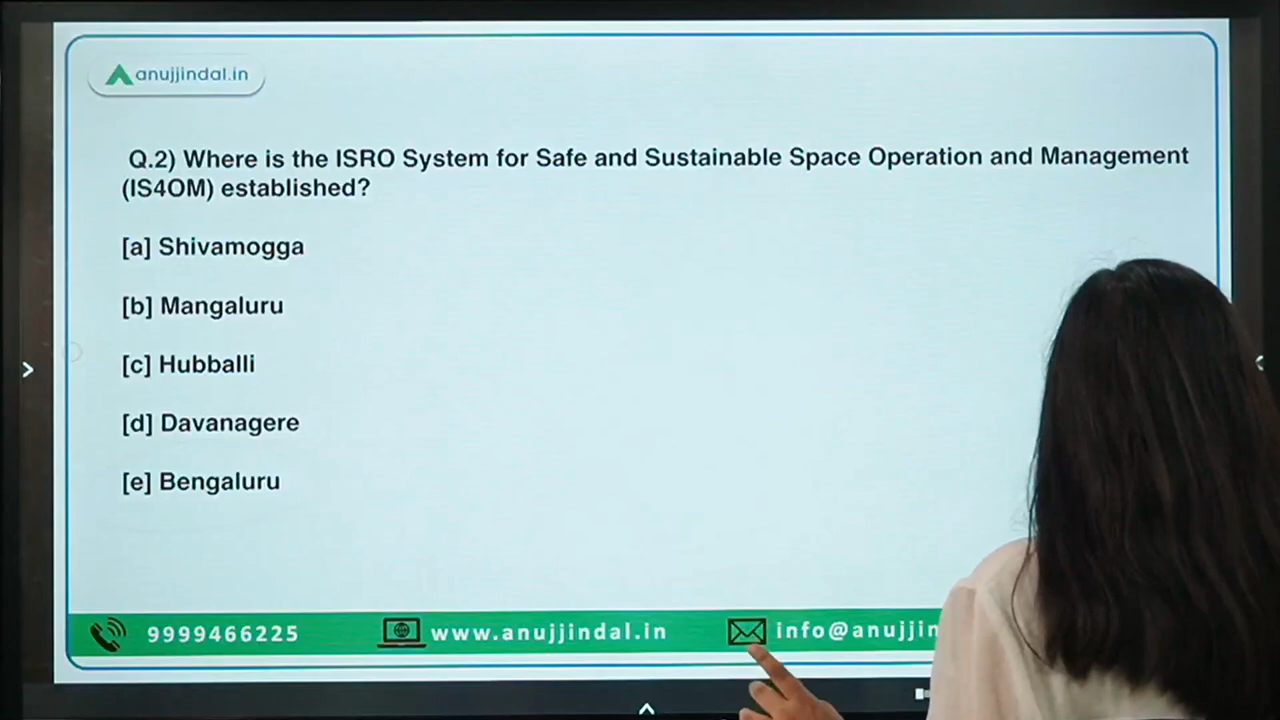 anujjindal.in
Q.2) Where is the ISRO System for Safe and Sustainable Space Operation and Management
(IS4OM) established?
[a] Shivamogga
[b] Mangaluru
[c] Hubballi
[d] Davanagere
[e] Bengaluru
9999466225 www.anujjindal.in info@anujjin